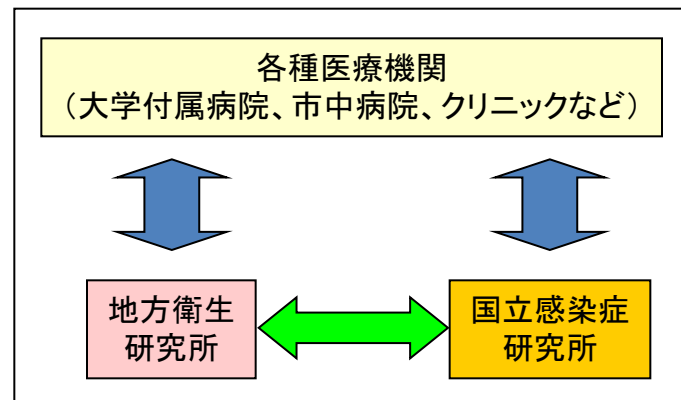 各種医療機関
（大学付属病院、市中病院、クリニックなど）
地方衛生
研究所
国立感染症
研究所